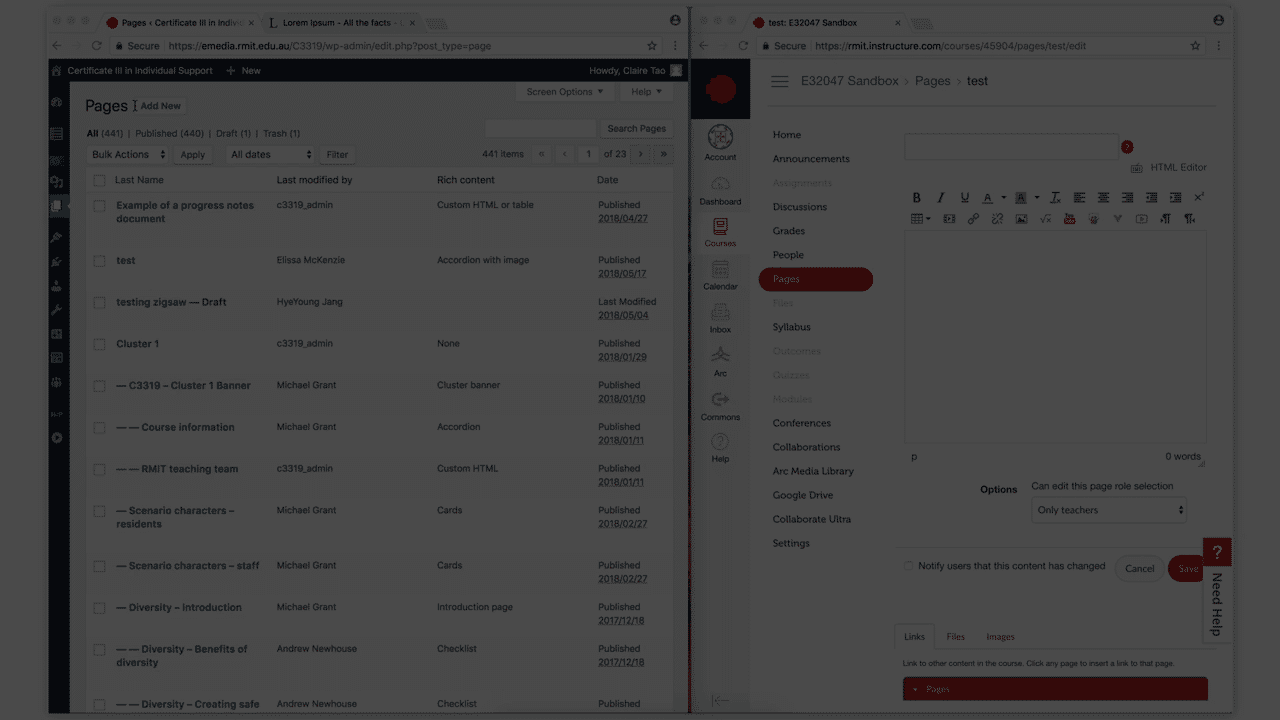 Pages ‹ Certificate III in Individ
Lorem Ipsum - All the facts - L
Secure https://emedia.rmit.edu.au/C3319/wp-admin/edit.php?post_type=page
Certificate III in Individual Support
New
Howdy, Claire Tao
Screen Options
Help
Pages
Add New
All (441) | Published (440) | Draft (1) | Trash (1)
Search Pages
Bulk Actions
Apply
All dates
Filter
441 items « ‹ 1 of 23 › »
Last Name
Last modified by
Rich content
Date
Example of a progress notes
document
c3319_admin
Custom HTML or table
Published
2018/04/27
test
Elissa McKenzie
Accordion with image
Published
2018/05/17
testing zigsaw — Draft
HyeYoung Jang
Last Modified
2018/05/04
Cluster 1
c3319_admin
None
Published
2018/01/29
— C3319 – Cluster 1 Banner
Michael Grant
Cluster banner
Published
2018/01/10
— — Course information
Michael Grant
Accordion
Published
2018/01/11
— — RMIT teaching team
c3319_admin
Custom HTML
Published
2018/01/11
— Scenario characters –
residents
Michael Grant
Cards
Published
2018/02/27
— Scenario characters – staff
Michael Grant
Cards
Published
2018/02/27
— Diversity – Introduction
Michael Grant
Introduction page
Published
2017/12/18
— — Diversity – Benefits of
diversity
Andrew Newhouse
Checklist
Published
2017/12/18
— — Diversity – Creating safe
Andrew Newhouse
Checklist
Published
test: E32047 Sandbox
Secure https://rmit.instructure.com/courses/45904/pages/test/edit
E32047 Sandbox › Pages › test
Account
Dashboard
Courses
Calendar
Inbox
Arc
Commons
Help
Home
Announcements
Assignments
Discussions
Grades
People
Pages
Files
Syllabus
Outcomes
Quizzes
Modules
Conferences
Collaborations
Arc Media Library
Google Drive
Collaborate Ultra
Settings
?
HTML Editor
B I U A A
p
0 words
Options
Can edit this page role selection
Only teachers
Notify users that this content has changed
Cancel
Save
? Need Help
Links
Files
Images
Link to other content in the course. Click any page to insert a link to that page.
Pages